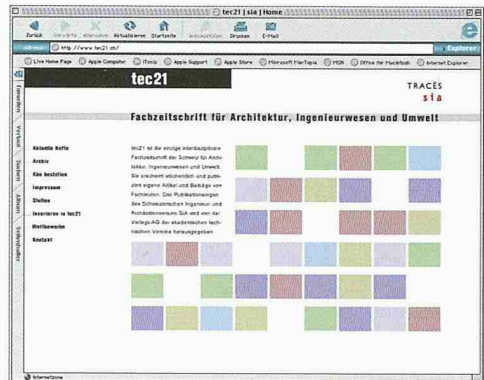 tec21 | sia | Home
Zurück Vorwärts Abbrechen Aktualisieren Startseite Drucken E-Mail
http://www.tec21.ch/
Explorer
Live Home Page Apple Computer iTools Apple Support Apple Store Microsoft MacTopia MSN Office for Macintosh Internet Explorer
Favoriten
Verlauf
Suchen
Album
Seitenhalter
tec21
TRACES
sia
Fachzeitschrift für Architektur, Ingenieurwesen und Umwelt
Aktuelle Hefte
Archiv
Abo bestellen
Impressum
Stellen
Inserieren in tec21
Wettbewerbe
Kontakt
tec21 ist die einzige interdisziplinäre
Fachzeitschrift der Schweiz für Archi-
tektur, Ingenieurwesen und Umwelt.
Sie erscheint wöchentlich und publi-
ziert eigene Artikel und Beiträge von
Fachleuten. Das Publikationsorgan
des Schweizerischen Ingenieur- und
Architektenvereins SIA wird von der
Verlags-AG der akademischen tech-
nischen Vereine herausgegeben.
Internetzone